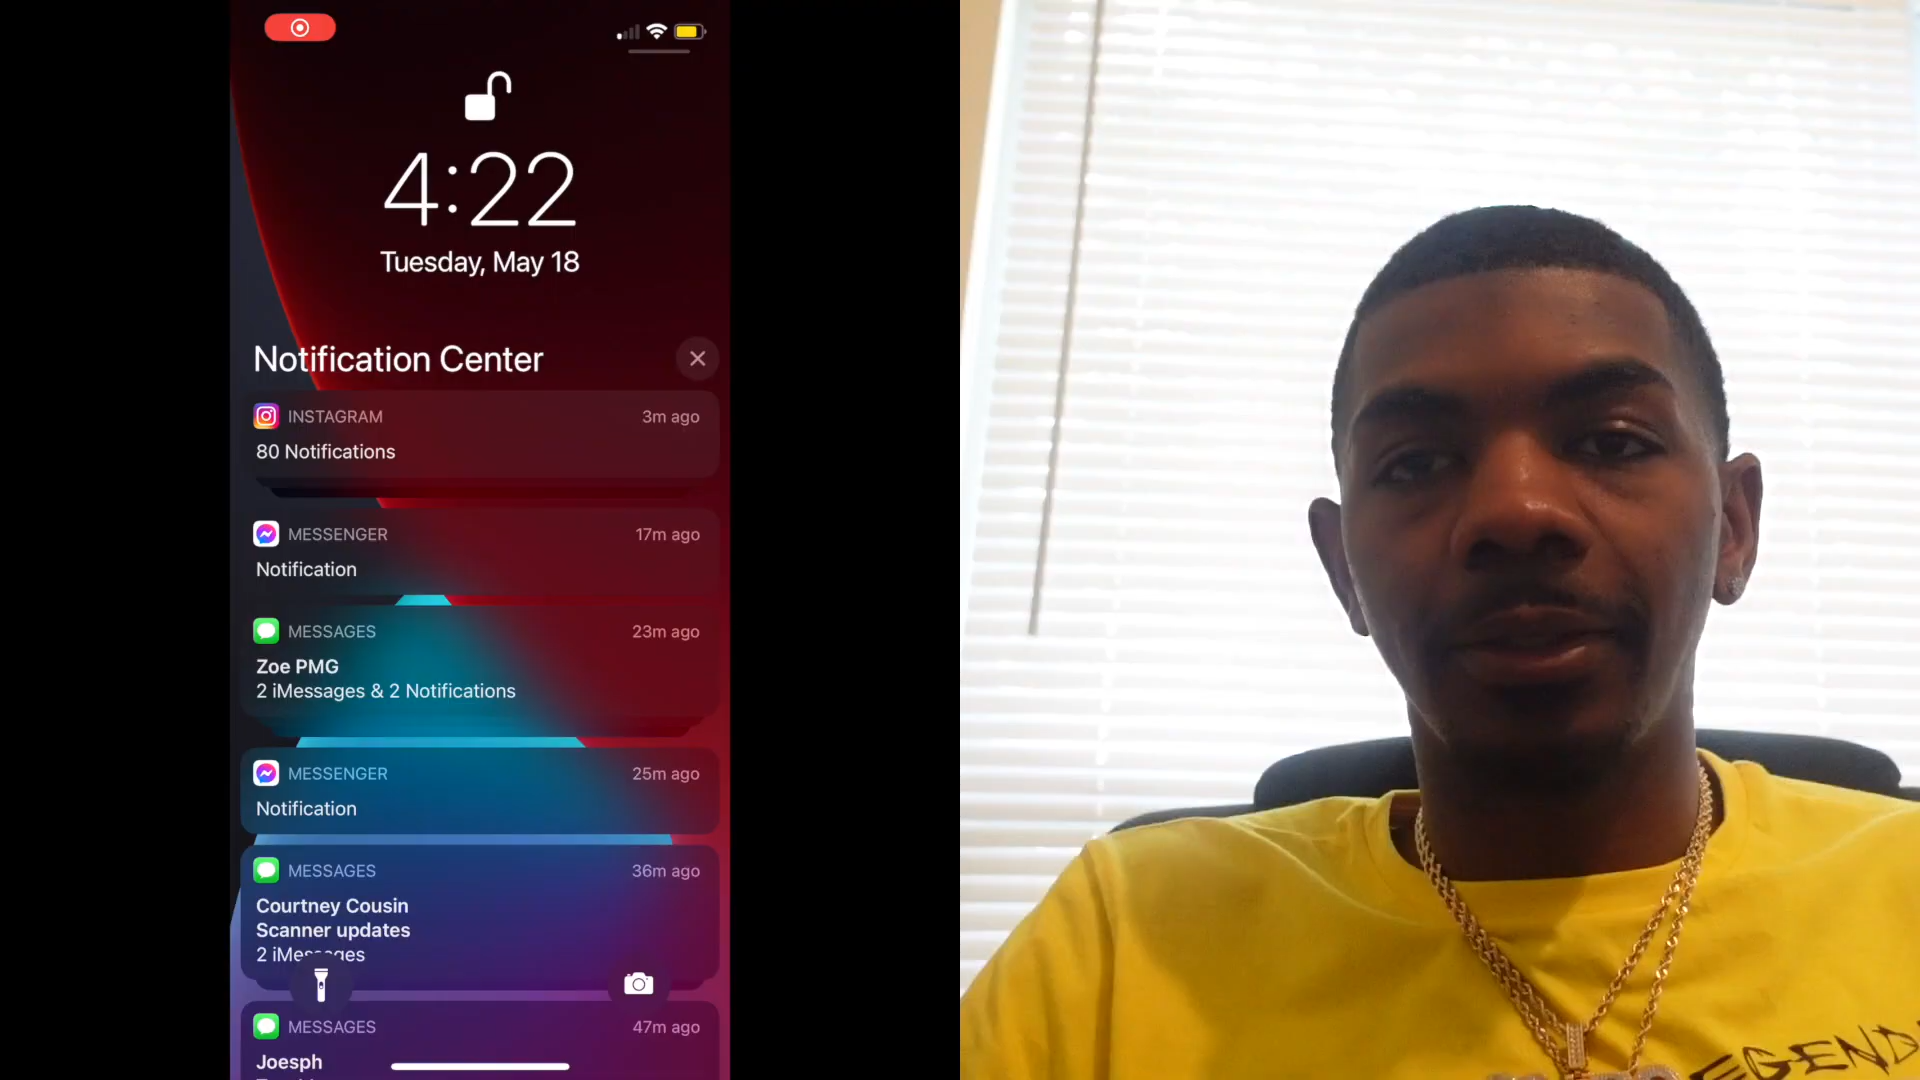 4:22
Tuesday, May 18
Notification Center
INSTAGRAM 3m ago
80 Notifications
MESSENGER 17m ago
Notification
MESSAGES 23m ago
Zoe PMG
2 iMessages & 2 Notifications
MESSENGER 25m ago
Notification
MESSAGES 36m ago
Courtney Cousin
Scanner updates
2 iMessages
MESSAGES 47m ago
Joesph